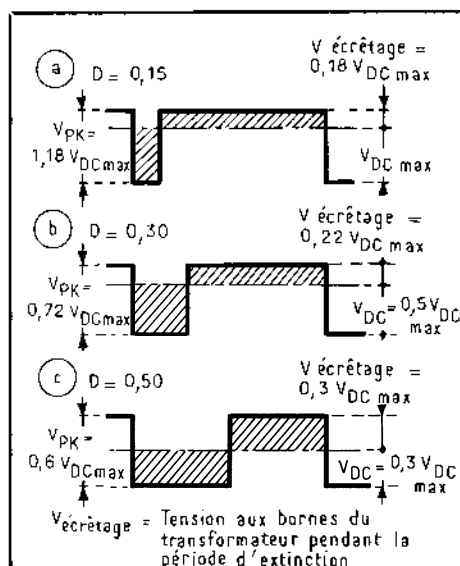 a D = 0,15
V écrêtage =
0,18 V DC max
V PK =
1,18 V DC max
V DC max
b D = 0,30
V écrêtage =
0,22 V DC max
V PK =
0,72 V DC max
V DC = 0,5 V DC
max
c D = 0,50
V écrêtage =
0,3 V DC max
V PK =
0,6 V DC max
V DC = 0,3 V DC
max
V écrêtage = Tension aux bornes du
transformateur pendant la
période d'extinction